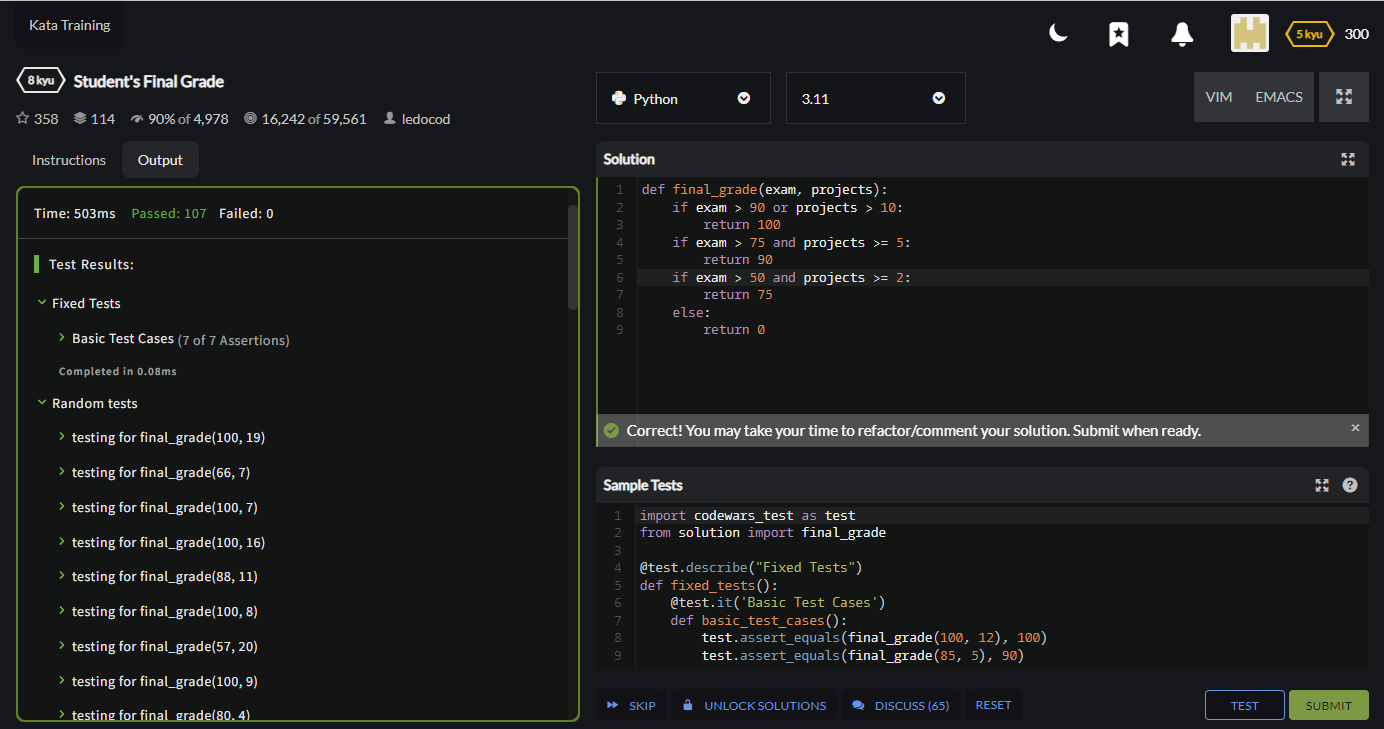 Kata Training
5 kyu 300
8 kyu Student's Final Grade
358 114 90% of 4,978 16,242 of 59,561 ledocod
Instructions Output
Time: 503ms Passed: 107 Failed: 0
Test Results:
Fixed Tests
Basic Test Cases (7 of 7 Assertions)
Completed in 0.08ms
Random tests
testing for final_grade(100, 19)
testing for final_grade(66, 7)
testing for final_grade(100, 7)
testing for final_grade(100, 16)
testing for final_grade(88, 11)
testing for final_grade(100, 8)
testing for final_grade(57, 20)
testing for final_grade(100, 9)
testing for final_grade(80, 4)
Python 3.11 VIM EMACS
Solution
1 def final_grade(exam, projects):
2     if exam > 90 or projects > 10:
3         return 100
4     if exam > 75 and projects >= 5:
5         return 90
6     if exam > 50 and projects >= 2:
7         return 75
8     else:
9         return 0
Correct! You may take your time to refactor/comment your solution. Submit when ready. ×
Sample Tests ?
1 import codewars_test as test
2 from solution import final_grade
3
4 @test.describe("Fixed Tests")
5 def fixed_tests():
6     @test.it('Basic Test Cases')
7     def basic_test_cases():
8         test.assert_equals(final_grade(100, 12), 100)
9         test.assert_equals(final_grade(85, 5), 90)
SKIP UNLOCK SOLUTIONS DISCUSS (65) RESET TEST SUBMIT